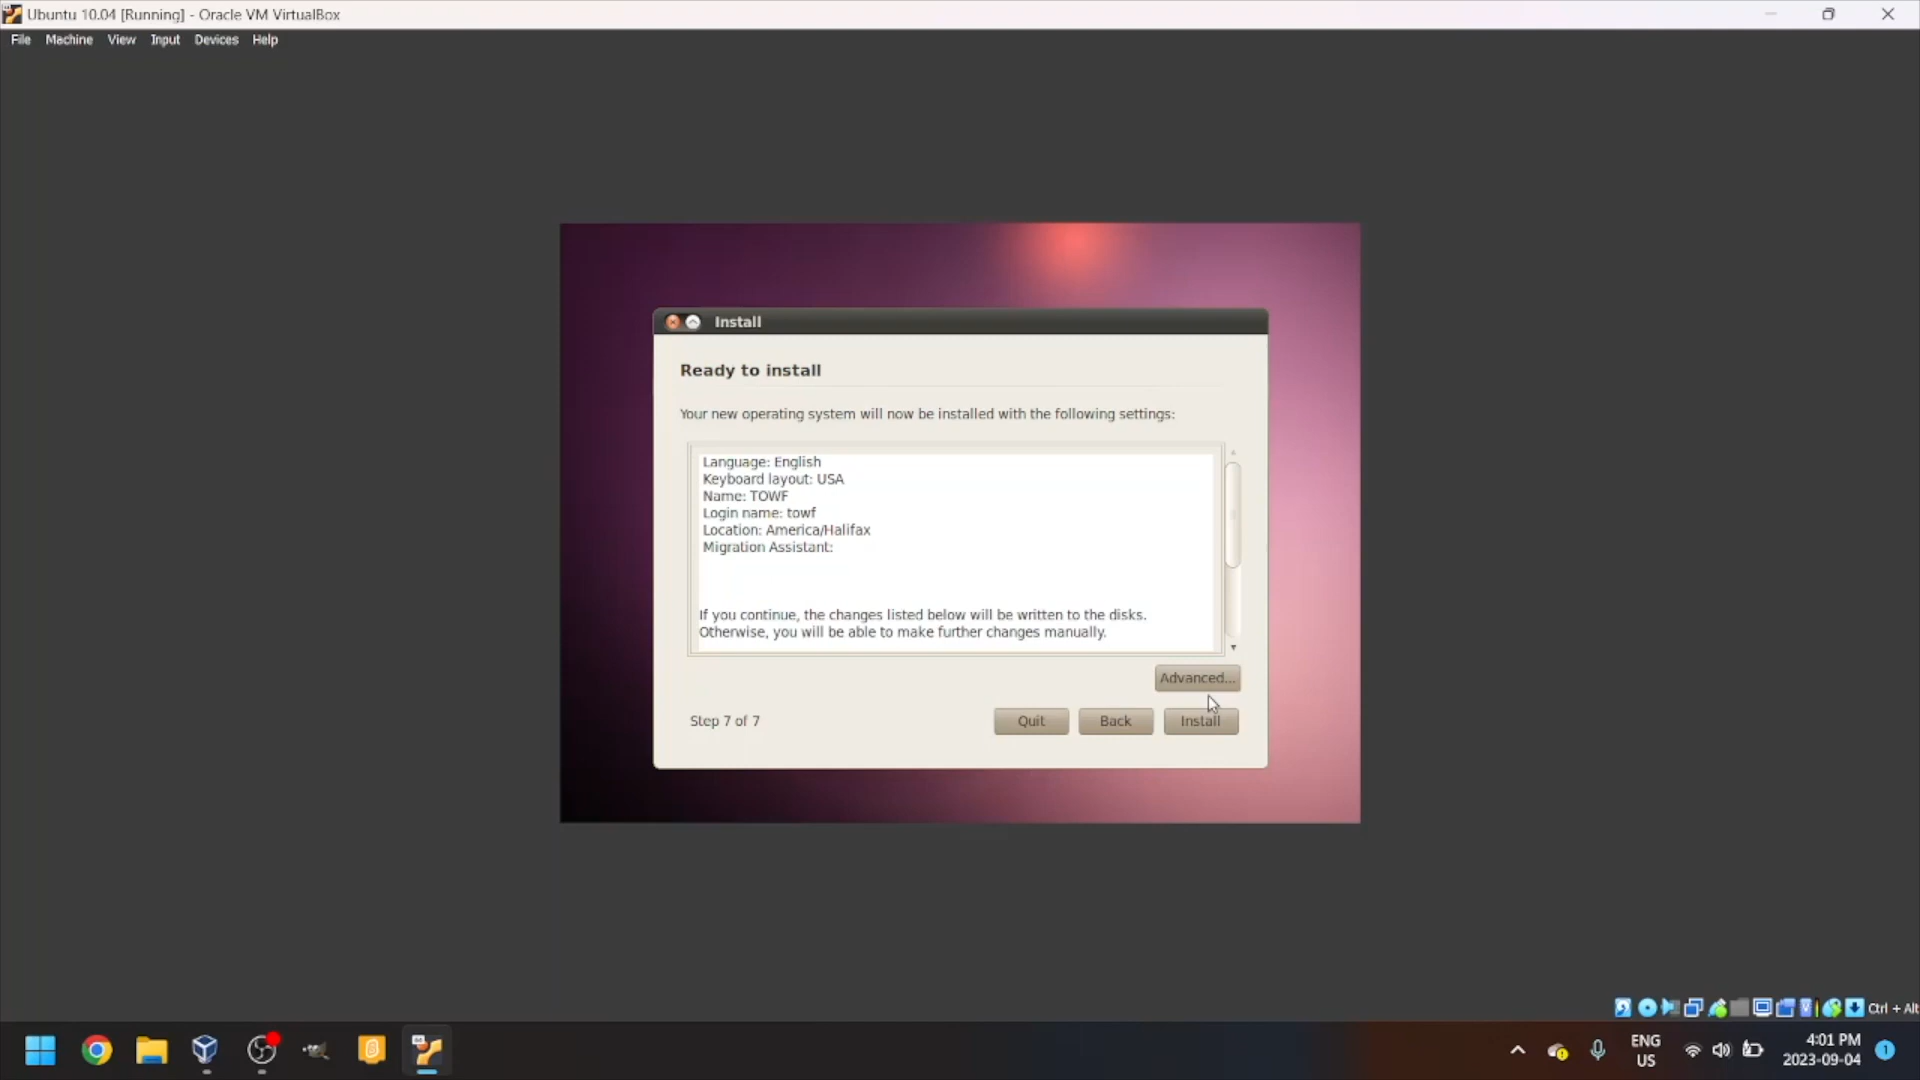 Ubuntu 10.04 [Running] - Oracle VM VirtualBox
File Machine View Input Devices Help
Install
Ready to install
Your new operating system will now be installed with the following settings:
Language: English
Keyboard layout: USA
Name: TOWF
Login name: towf
Location: America/Halifax
Migration Assistant:
If you continue, the changes listed below will be written to the disks.
Otherwise, you will be able to make further changes manually.
Advanced...
Step 7 of 7
Quit
Back
Install
Ctrl + Alt
ENG
US
4:01 PM
2023-09-04
1